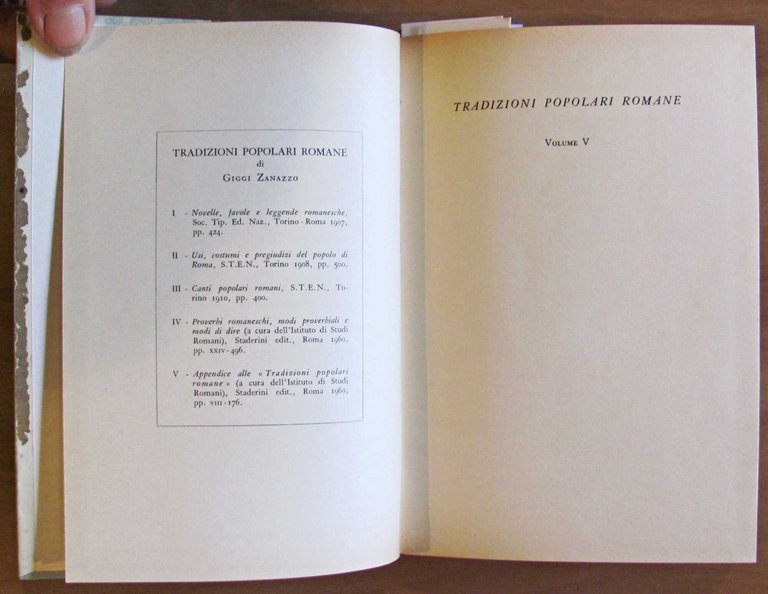 TRADIZIONI POPOLARI ROMANE
di
Giggi Zanazzo
I - Novelle, favole e leggende romanesche,
Soc. Tip. Ed. Naz., Torino - Roma 1907,
pp. 424.
II - Usi, costumi e pregiudizi del popolo di
Roma, S.T.E.N., Torino 1908, pp. 500.
III - Canti popolari romani, S.T.E.N., To-
rino 1910, pp. 400.
IV - Proverbi romaneschi, modi proverbiali e
modi di dire (a cura dell'Istituto di Studi
Romani), Staderini edit., Roma 1960,
pp. XXIV-496.
V - Appendice alle « Tradizioni popolari
romane » (a cura dell'Istituto di Studi
Romani), Staderini edit., Roma 1960,
pp. VIII-176.
TRADIZIONI POPOLARI ROMANE
Volume V